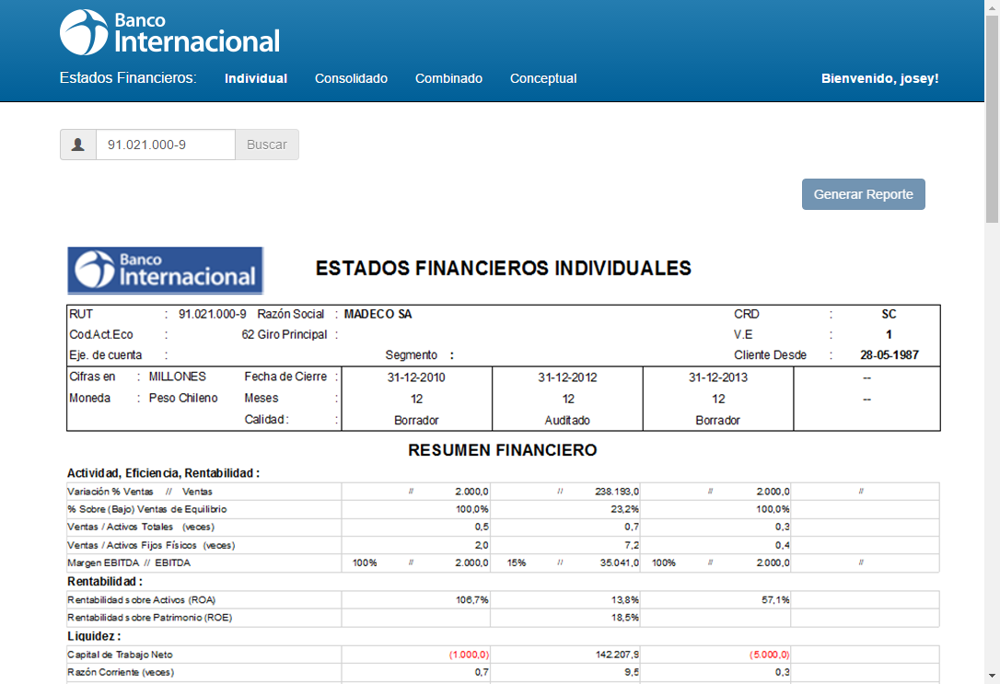 Banco
Internacional
Estados Financieros: Individual Consolidado Combinado Conceptual Bienvenido, josey!
91.021.000-9 Buscar
Generar Reporte
Banco
Internacional
ESTADOS FINANCIEROS INDIVIDUALES
RUT : 91.021.000-9 Razón Social : MADECO SA CRD : SC
Cod.Act.Eco : 62 Giro Principal : V.E : 1
Eje. de cuenta : Segmento : Cliente Desde : 28-05-1987
Cifras en : MILLONES Fecha de Cierre : 31-12-2010 31-12-2012 31-12-2013 --
Moneda : Peso Chileno Meses : 12 12 12 --
Calidad : : Borrador Auditado Borrador
RESUMEN FINANCIERO
Actividad, Eficiencia, Rentabilidad :
Variación % Ventas // Ventas // 2.000,0 // 238.193,0 // 2.000,0 //
% Sobre (Bajo) Ventas de Equilibrio 100,0% 23,2% 100,0%
Ventas / Activos Totales (veces) 0,5 0,7 0,3
Ventas / Activos Fijos Físicos (veces) 2,0 7,2 0,4
Margen EBITDA // EBITDA 100% // 2.000,0 15% // 35.041,0 100% // 2.000,0 //
Rentabilidad :
Rentabilidad sobre Activos (ROA) 106,7% 13,8% 57,1%
Rentabilidad sobre Patrimonio (ROE) 18,5%
Liquidez :
Capital de Trabajo Neto (1.000,0) 142.207,9 (5.000,0)
Razón Corriente (veces) 0,7 9,5 0,3